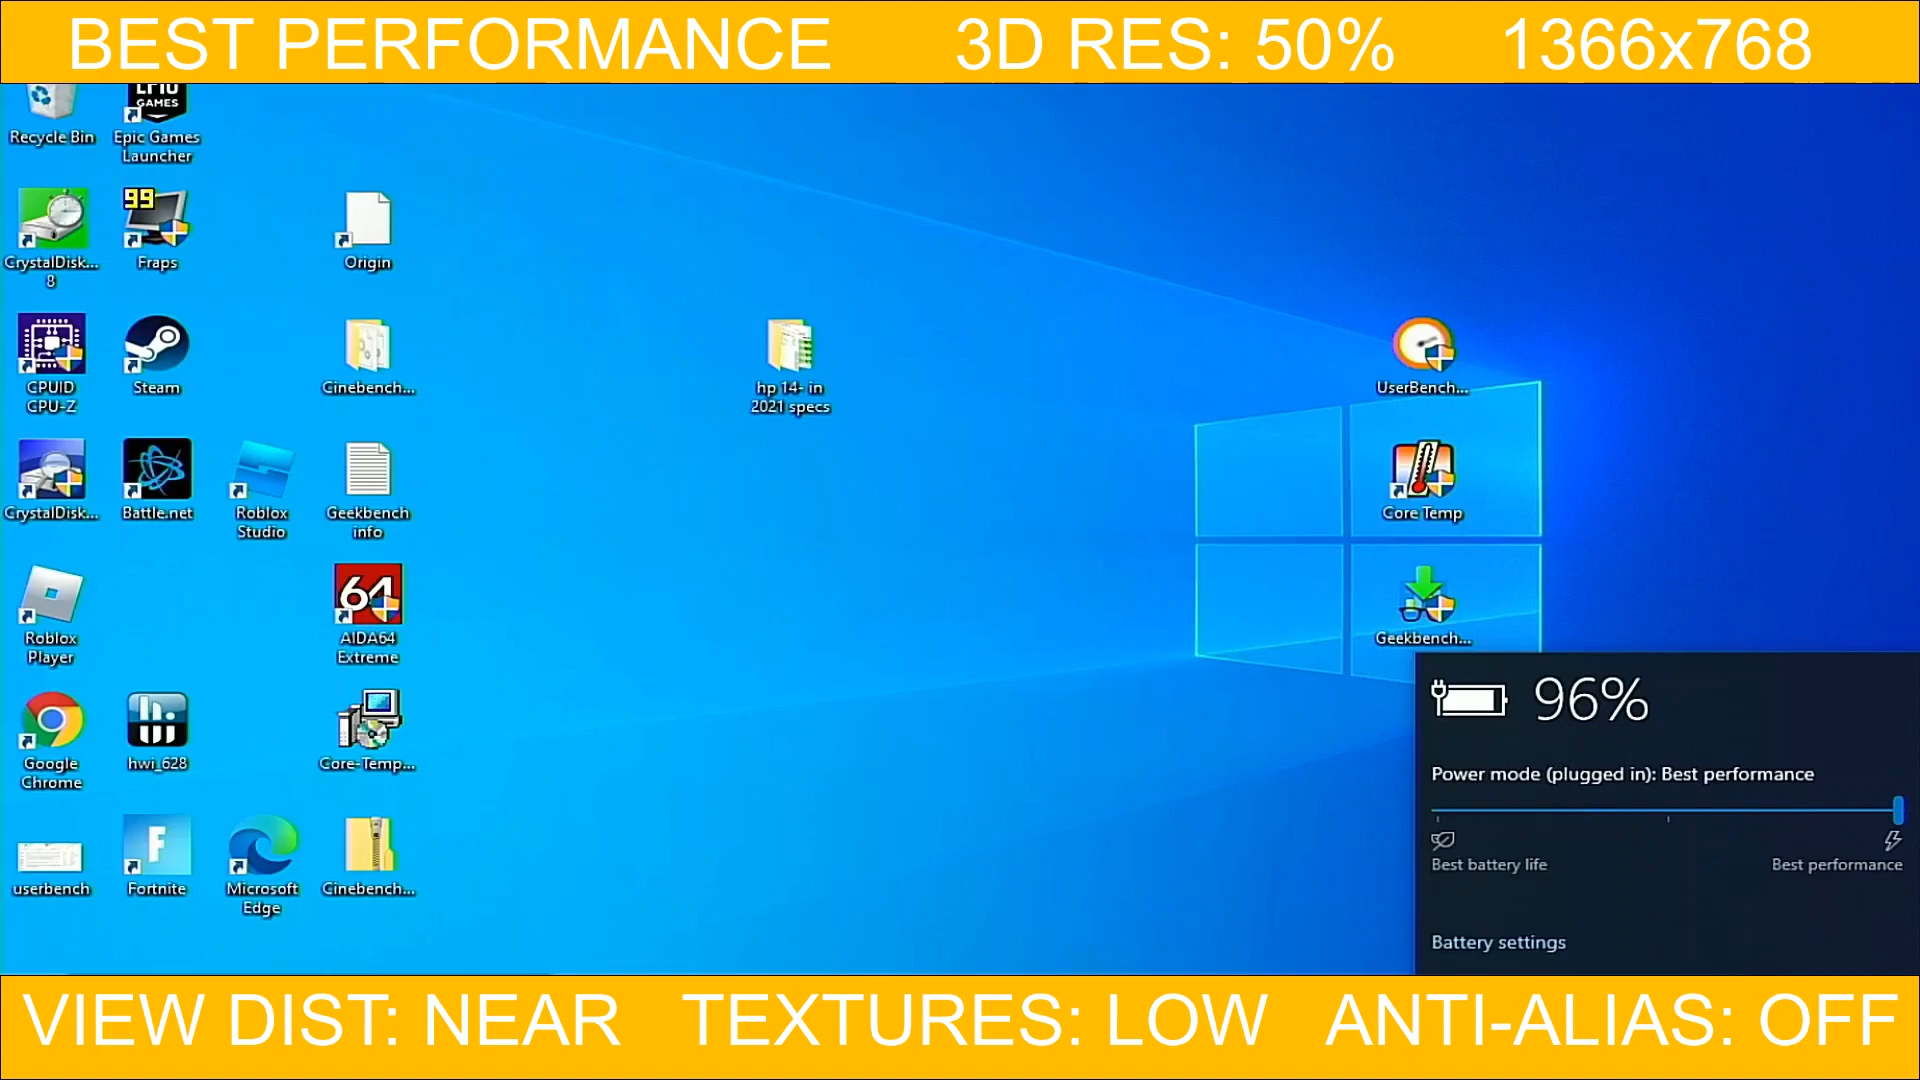 BEST PERFORMANCE 3D RES: 50% 1366x768
GAMES
Recycle Bin
Epic Games
Launcher
99
CrystalDisk...
8
Fraps
Origin
CPUID
CPU-Z
Steam
Cinebench...
hp 14- in
2021 specs
UserBench...
CrystalDisk...
Battle.net
Roblox
Studio
Geekbench
info
Core Temp
64
Roblox
Player
AIDA64
Extreme
Geekbench...
Google
Chrome
hwi_628
Core-Temp...
userbench
F
Fortnite
Microsoft
Edge
Cinebench...
96%
Power mode (plugged in): Best performance
Best battery life Best performance
Battery settings
VIEW DIST: NEAR TEXTURES: LOW ANTI-ALIAS: OFF